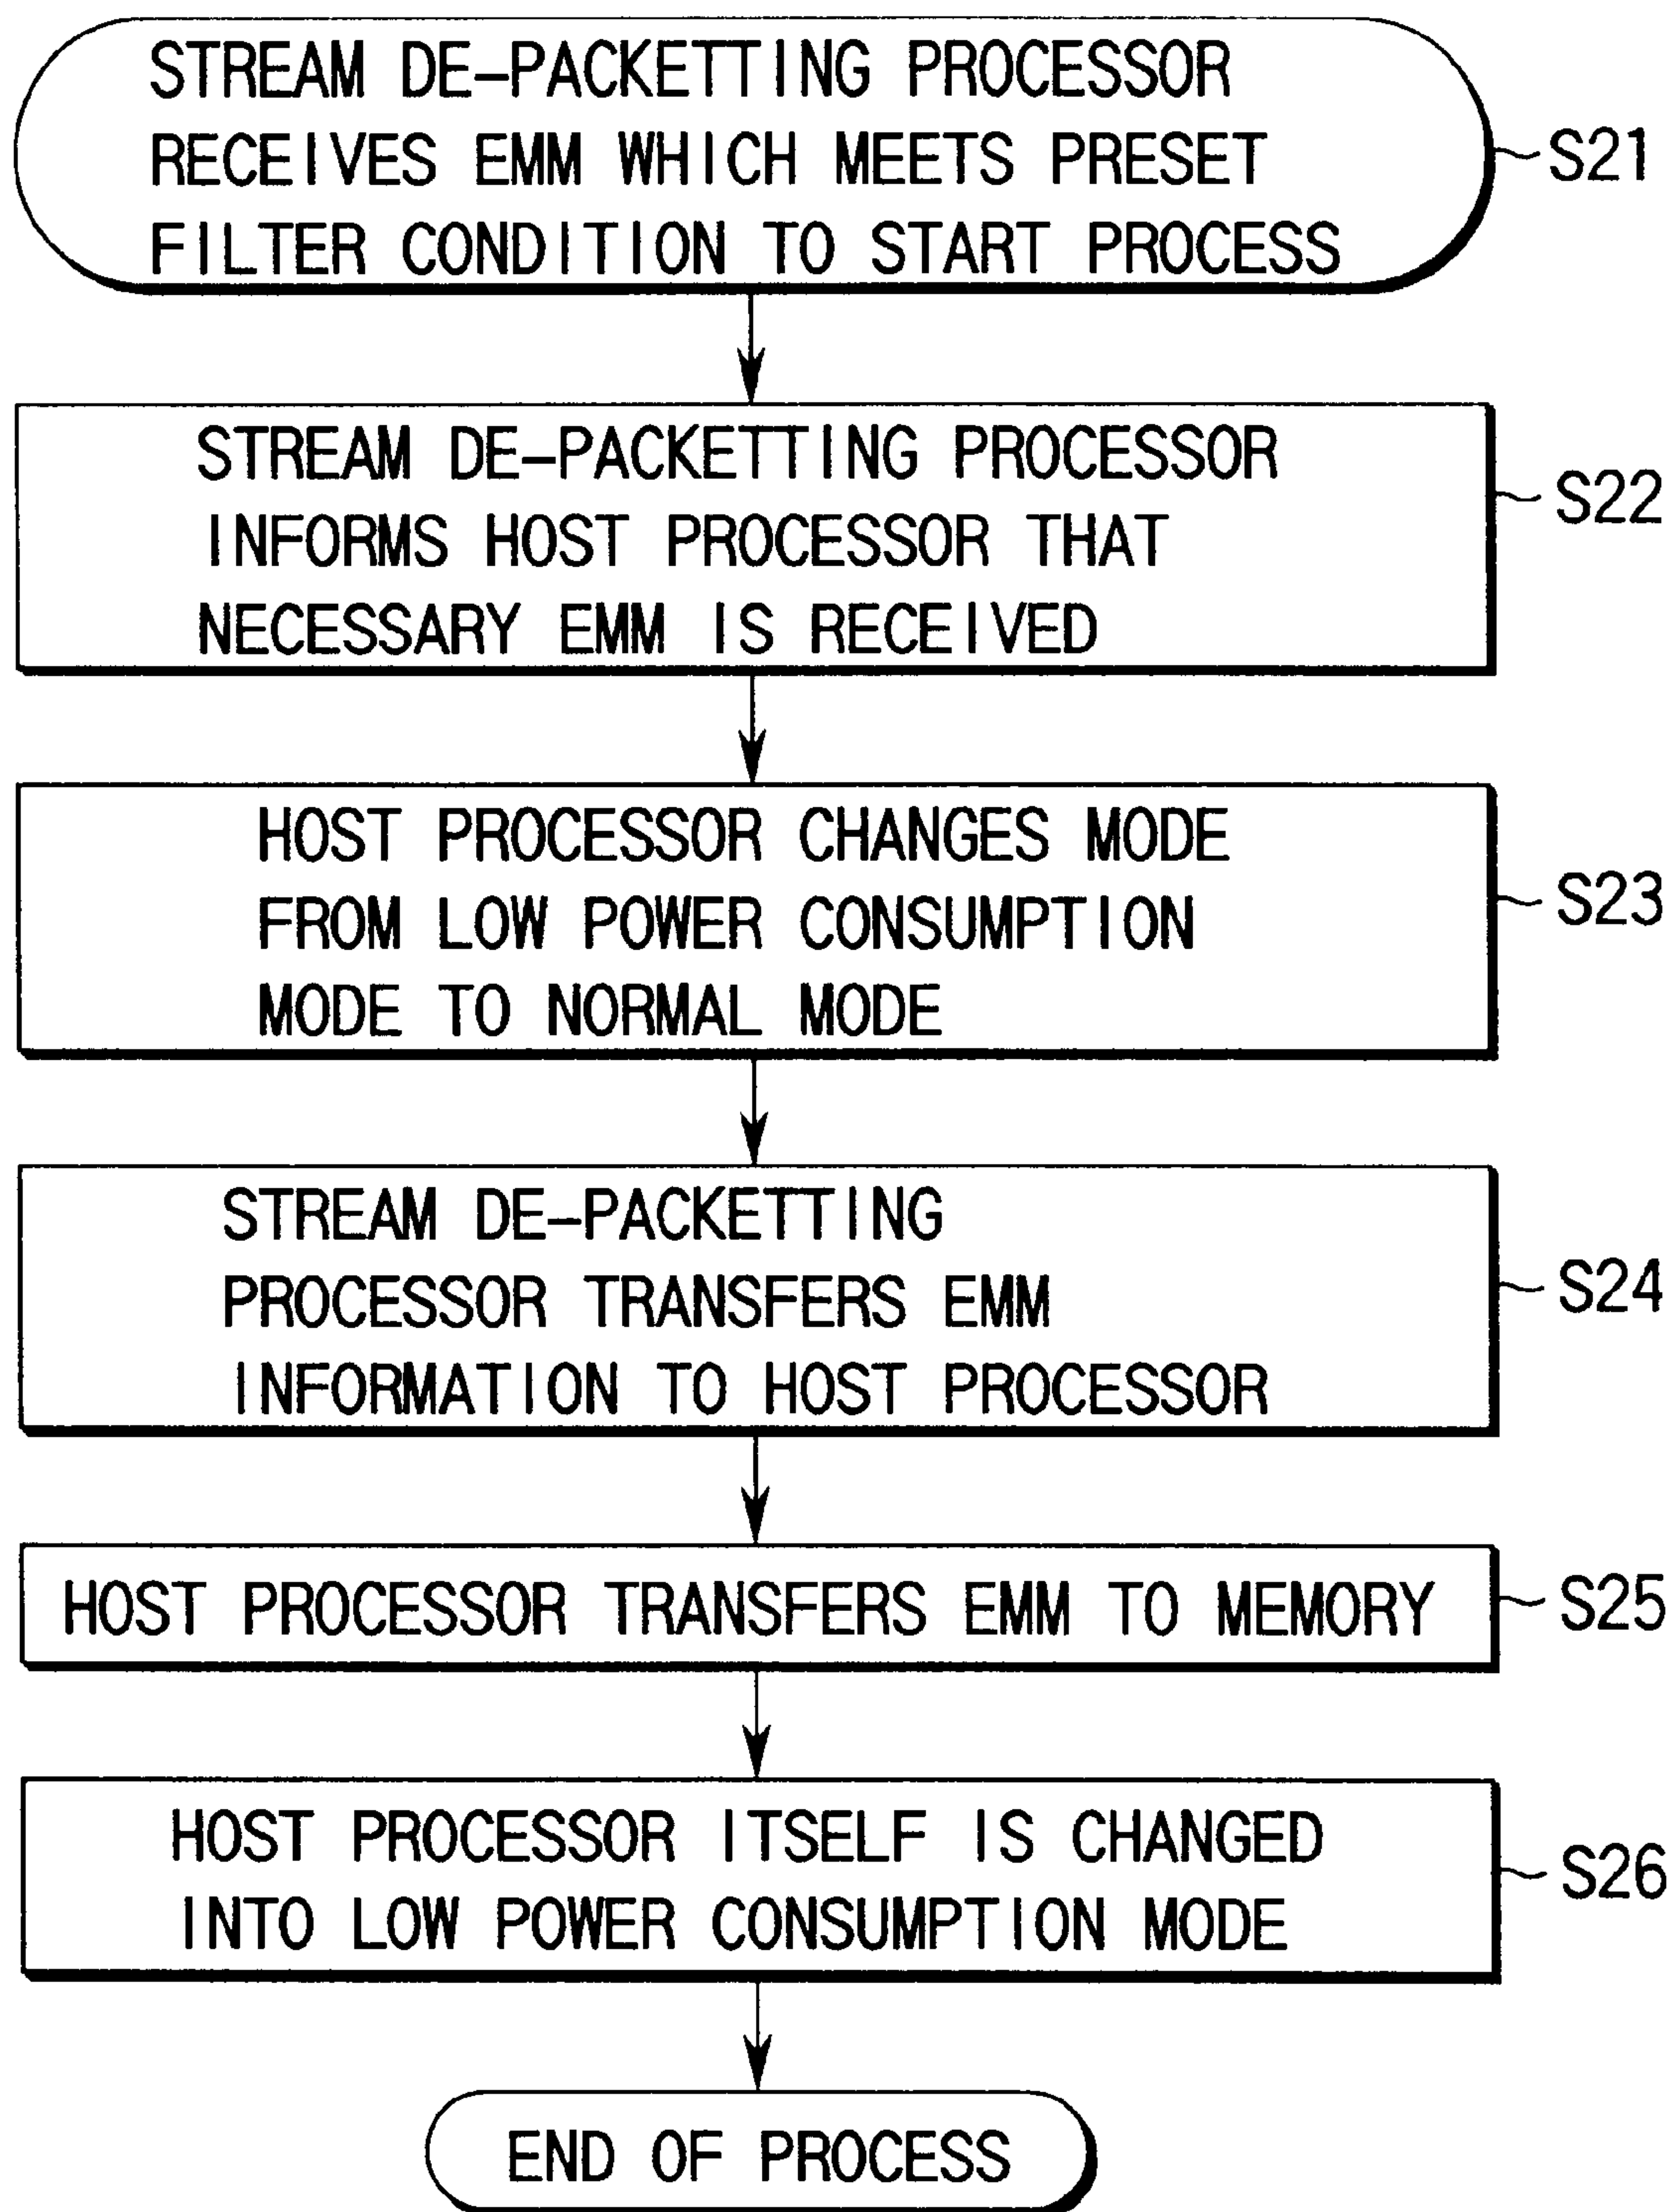 STREAM DE-PACKETTING PROCESSOR
RECEIVES EMM WHICH MEETS PRESET
FILTER CONDITION TO START PROCESS
S21
STREAM DE-PACKETTING PROCESSOR
INFORMS HOST PROCESSOR THAT
NECESSARY EMM IS RECEIVED
S22
HOST PROCESSOR CHANGES MODE
FROM LOW POWER CONSUMPTION
MODE TO NORMAL MODE
S23
STREAM DE-PACKETTING
PROCESSOR TRANSFERS EMM
INFORMATION TO HOST PROCESSOR
S24
HOST PROCESSOR TRANSFERS EMM TO MEMORY
S25
HOST PROCESSOR ITSELF IS CHANGED
INTO LOW POWER CONSUMPTION MODE
S26
END OF PROCESS